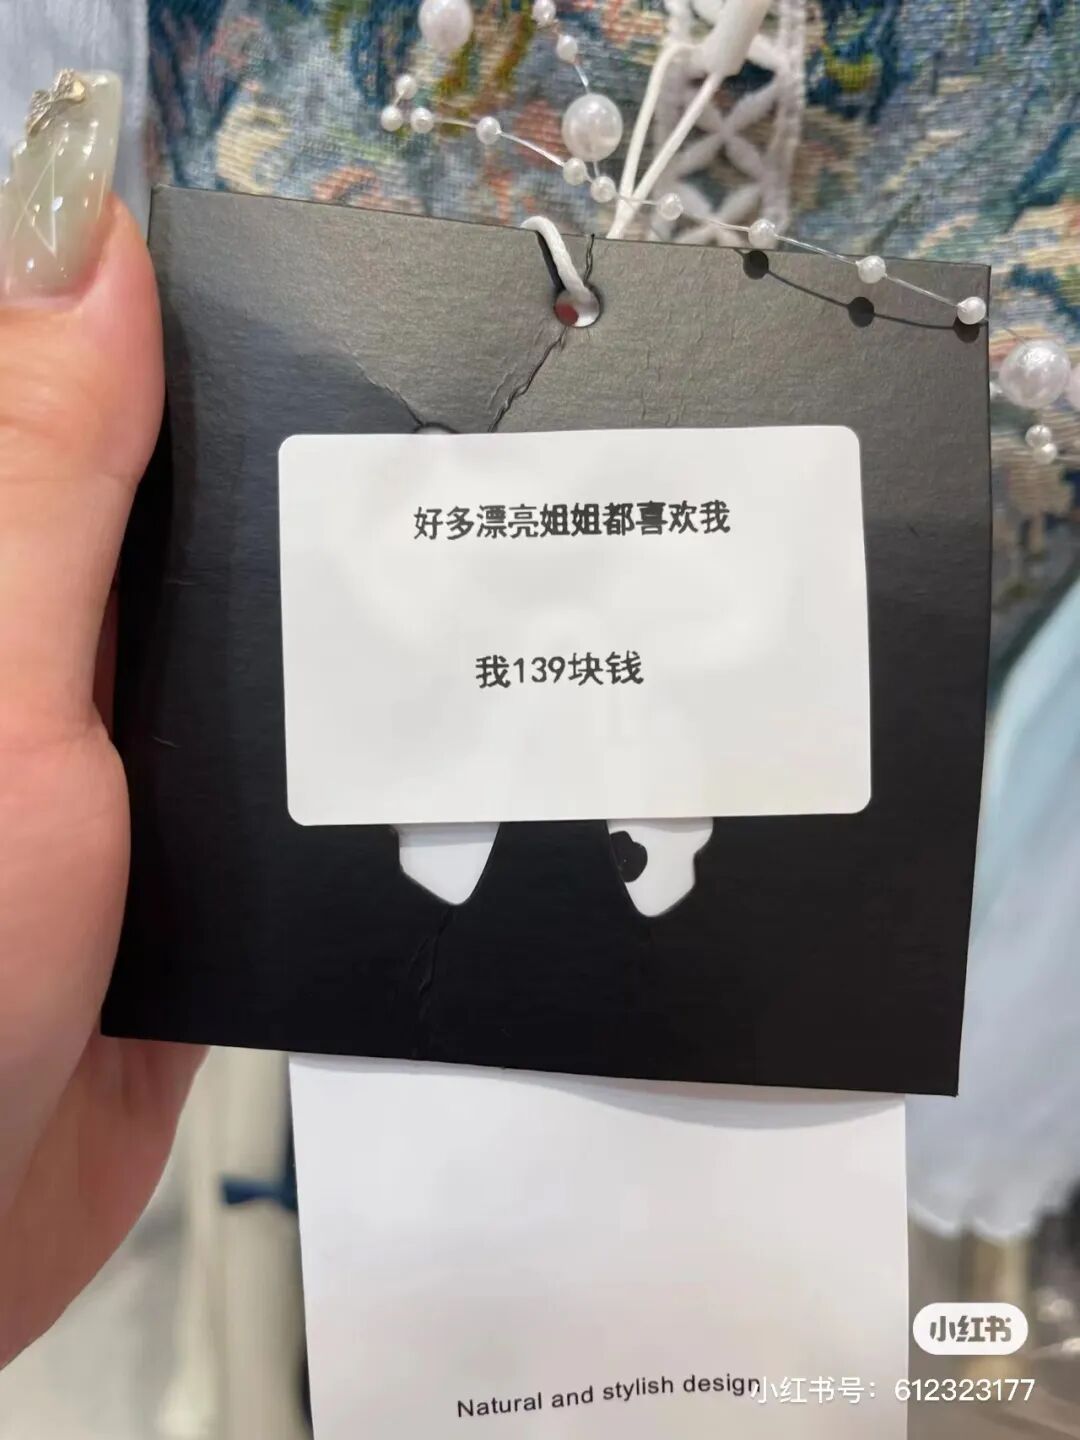 好多漂亮姐姐都喜欢我
我139块钱
Natural and stylish design
小红书
小红书号：612323177